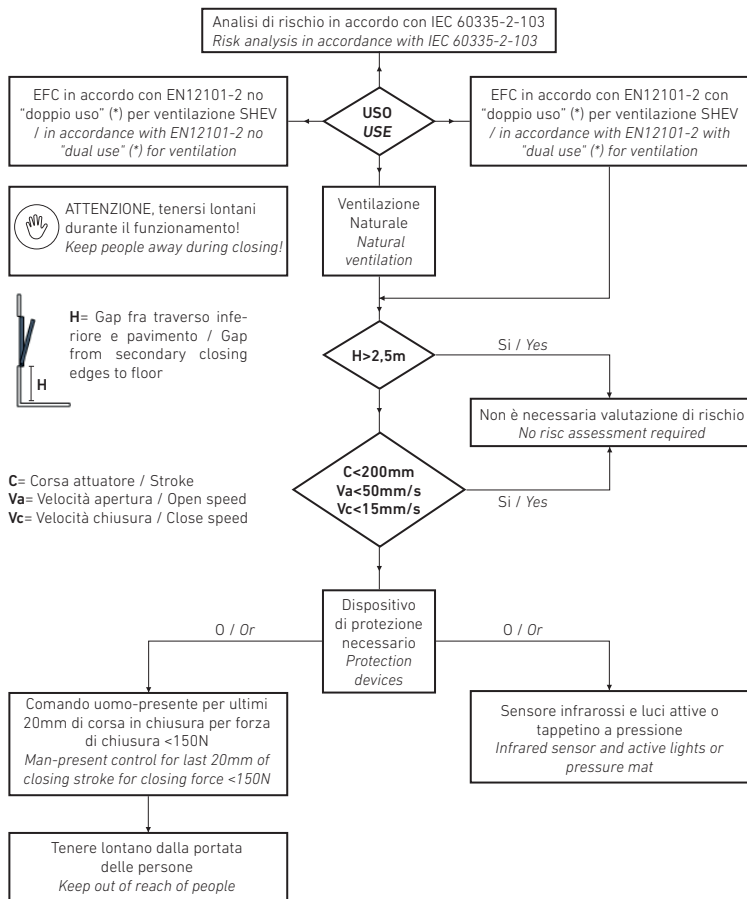 Analisi di rischio in accordo con IEC 60335-2-103
Risk analysis in accordance with IEC 60335-2-103
EFC in accordo con EN12101-2 no
“doppio uso” (*) per ventilazione SHEV
/ in accordance with EN12101-2 no
"dual use" (*) for ventilation
USO
USE
EFC in accordo con EN12101-2 con
“doppio uso” (*) per ventilazione SHEV
/ in accordance with EN12101-2 with
"dual use" (*) for ventilation
ATTENZIONE, tenersi lontani
durante il funzionamento!
Keep people away during closing!
Ventilazione
Naturale
Natural
ventilation
H= Gap fra traverso infe-
riore e pavimento / Gap
from secondary closing
edges to floor
H
H>2,5m
Si / Yes
Non è necessaria valutazione di rischio
No risc assessment required
C= Corsa attuatore / Stroke
Va= Velocità apertura / Open speed
Vc= Velocità chiusura / Close speed
C<200mm
Va<50mm/s
Vc<15mm/s
Si / Yes
Dispositivo
di protezione
necessario
Protection
devices
O / Or
O / Or
Comando uomo-presente per ultimi
20mm di corsa in chiusura per forza
di chiusura <150N
Man-present control for last 20mm of
closing stroke for closing force <150N
Sensore infrarossi e luci attive o
tappetino a pressione
Infrared sensor and active lights or
pressure mat
Tenere lontano dalla portata
delle persone
Keep out of reach of people